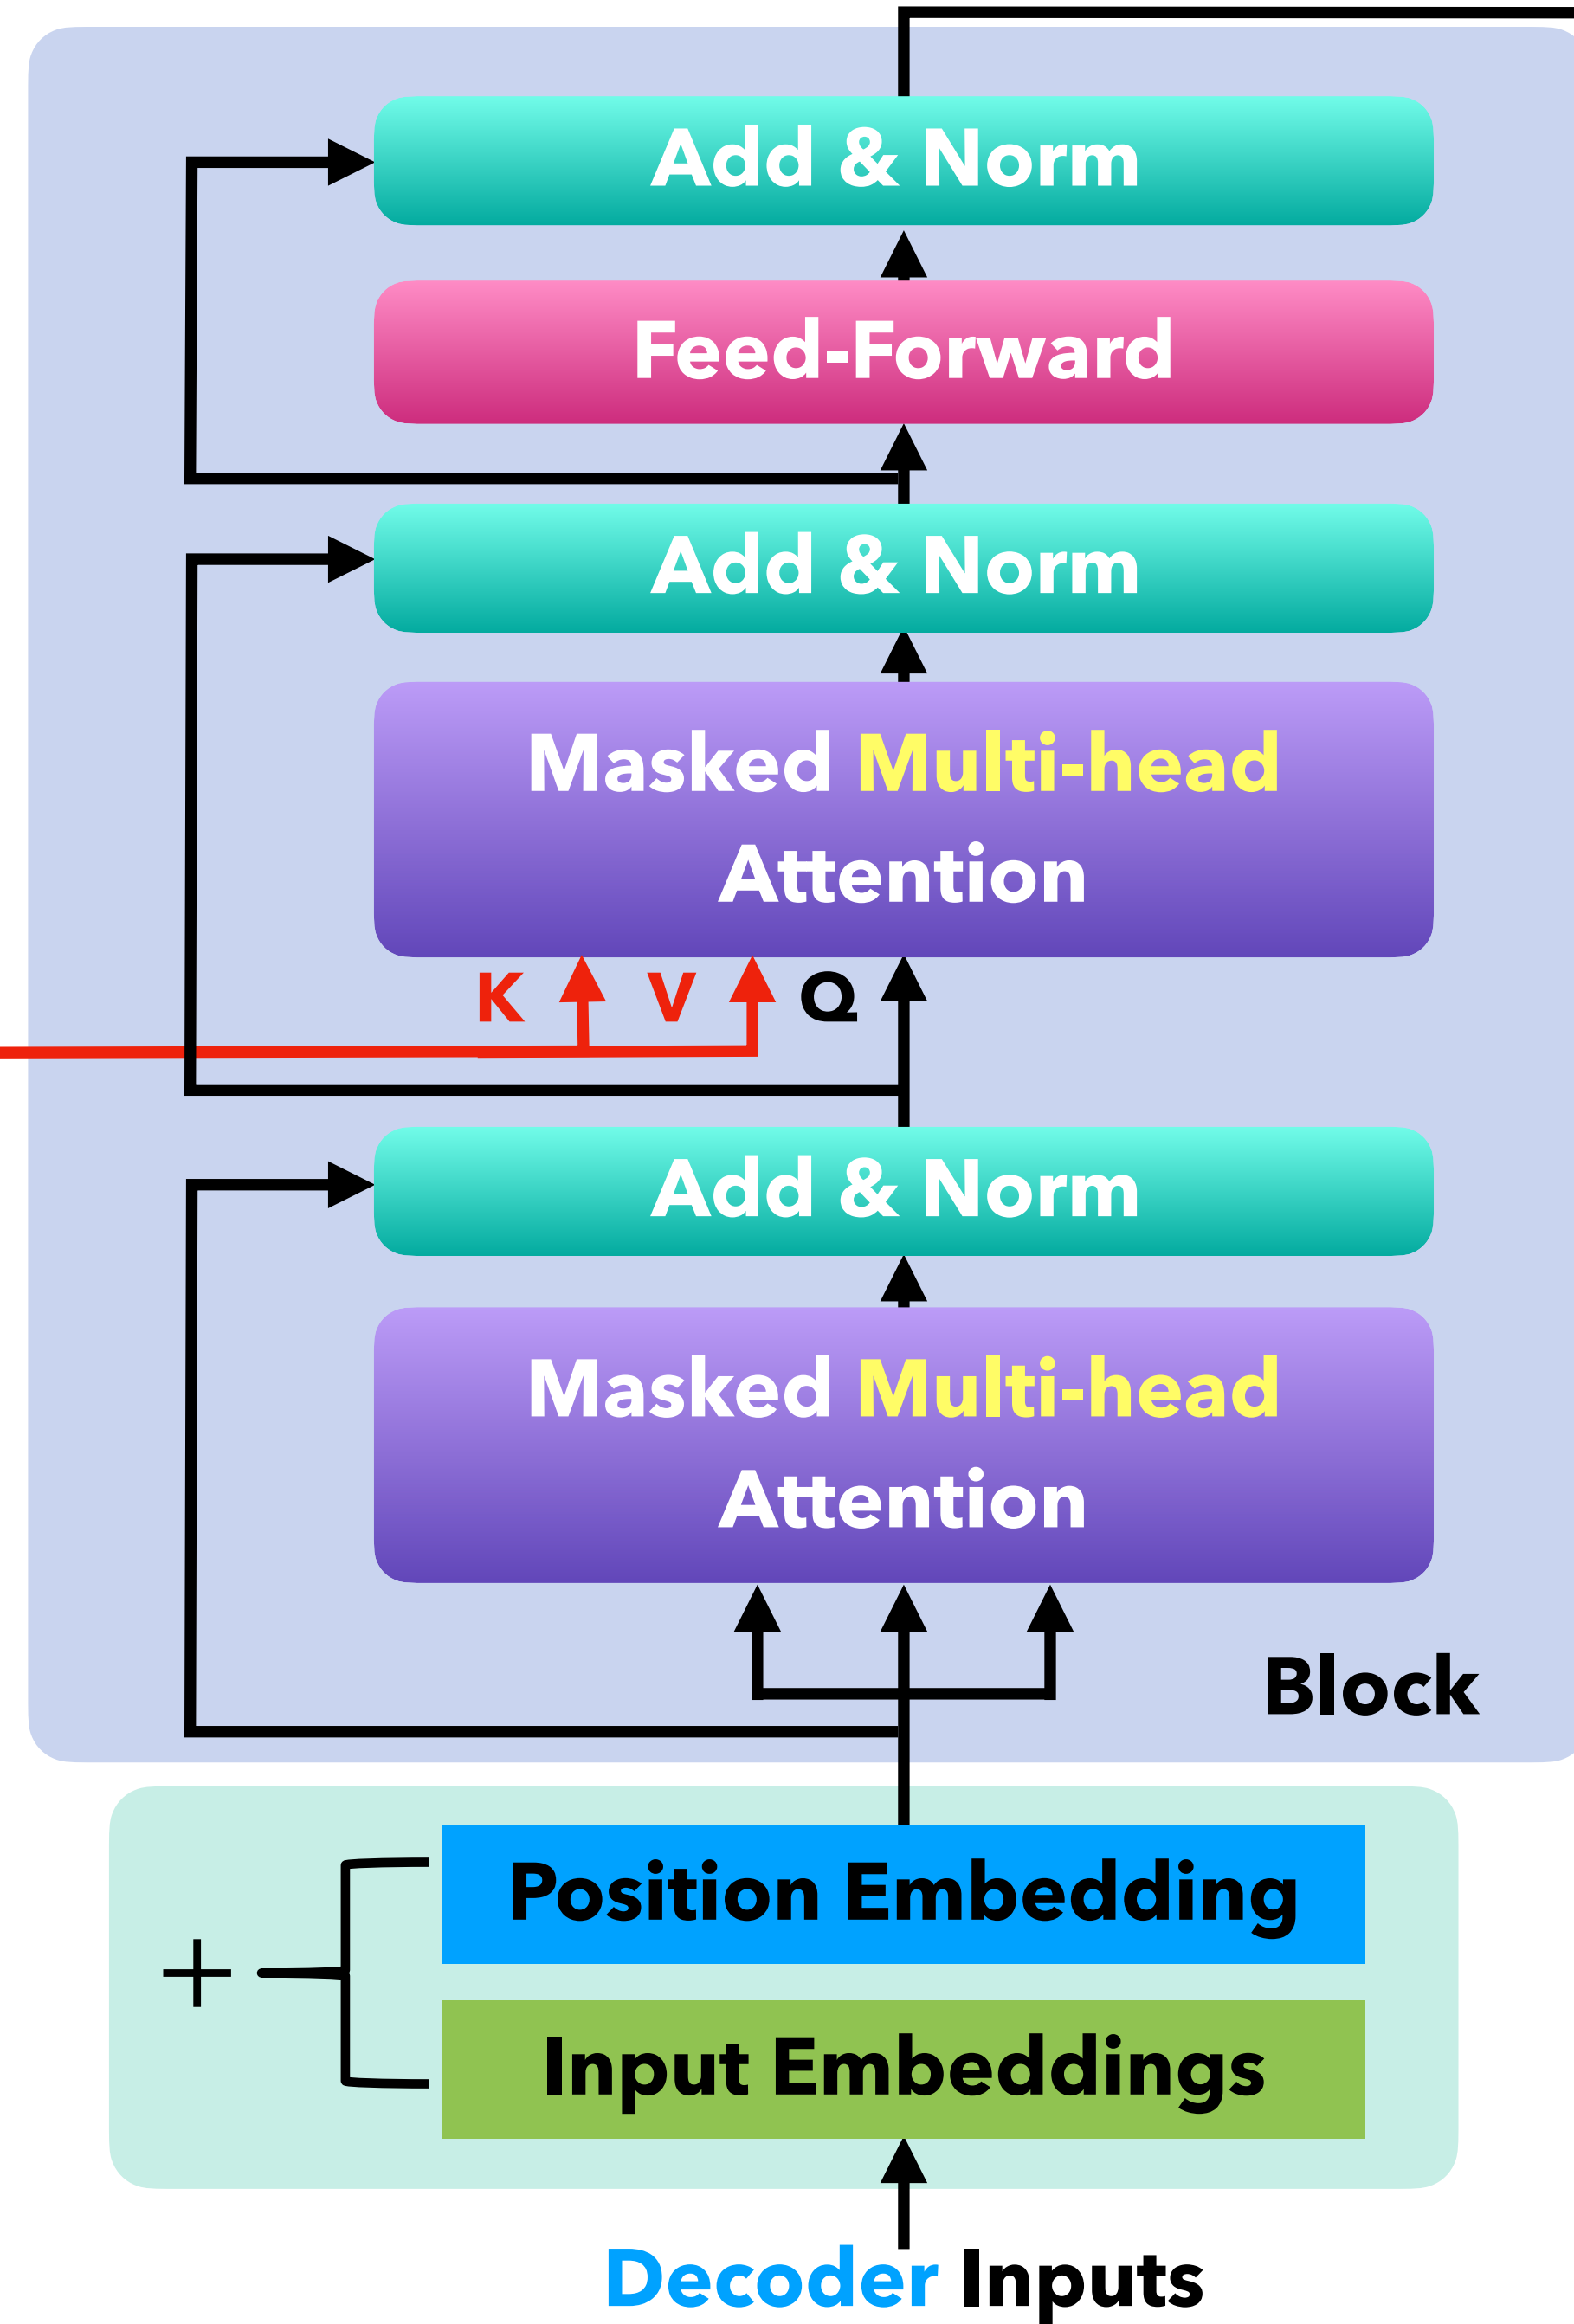 Add & Norm
Feed-Forward
Add & Norm
Masked Multi-head
Attention
K V Q
Add & Norm
Masked Multi-head
Attention
Block
Position Embedding
+
Input Embeddings
Decoder Inputs